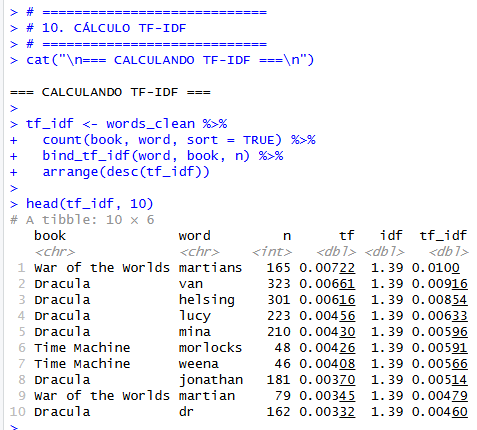 > # ============================
> # 10. CÁLCULO TF-IDF
> # ============================
> cat("\n=== CALCULANDO TF-IDF ===\n")

=== CALCULANDO TF-IDF ===
>
> tf_idf <- words_clean %>%
+   count(book, word, sort = TRUE) %>%
+   bind_tf_idf(word, book, n) %>%
+   arrange(desc(tf_idf))
>
> head(tf_idf, 10)
# A tibble: 10 × 6
   book              word         n      tf   idf  tf_idf
   <chr>             <chr>    <int>   <dbl> <dbl>   <dbl>
 1 War of the Worlds martians   165 0.00722  1.39 0.0100
 2 Dracula           van        323 0.00661  1.39 0.00916
 3 Dracula           helsing    301 0.00616  1.39 0.00854
 4 Dracula           lucy       223 0.00456  1.39 0.00633
 5 Dracula           mina       210 0.00430  1.39 0.00596
 6 Time Machine      morlocks    48 0.00426  1.39 0.00591
 7 Time Machine      weena       46 0.00408  1.39 0.00566
 8 Dracula           jonathan   181 0.00370  1.39 0.00514
 9 War of the Worlds martian     79 0.00345  1.39 0.00479
10 Dracula           dr         162 0.00332  1.39 0.00460
>